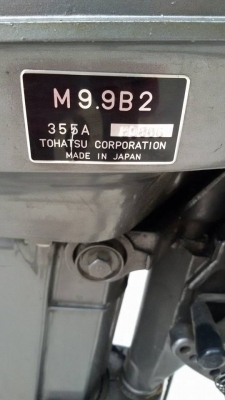 M9.9B2
355A
TOHATSU CORPORATION
MADE IN JAPAN